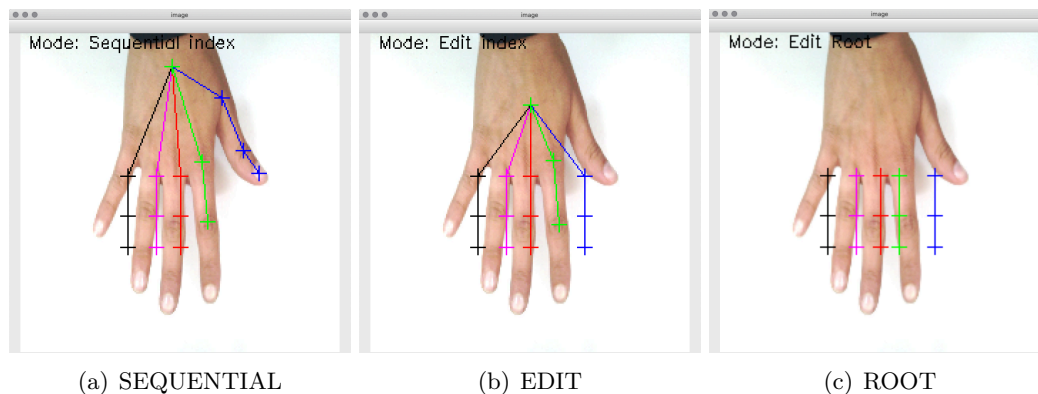 image
image
image
Mode: Sequential index
Mode: Edit Index
Mode: Edit Root
(a) SEQUENTIAL
(b) EDIT
(c) ROOT